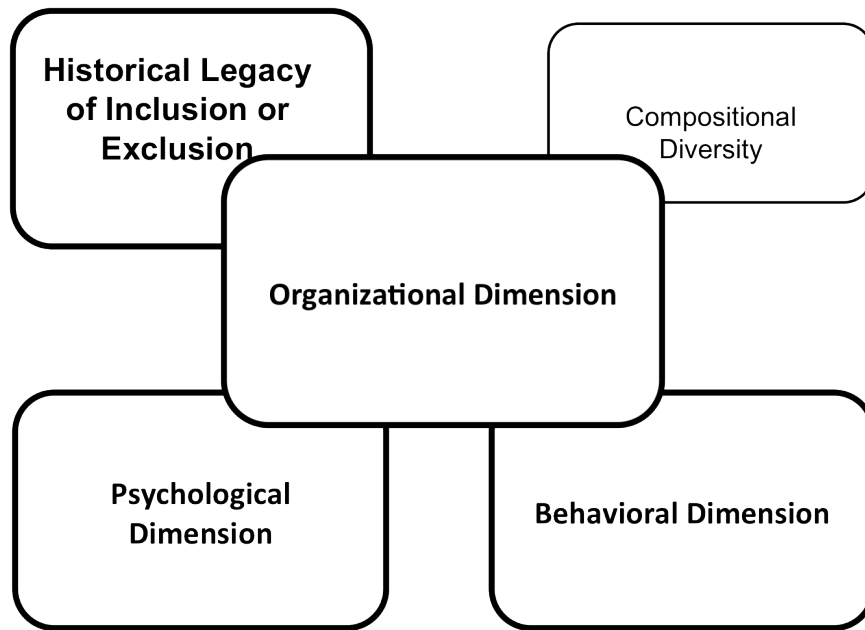 Historical Legacy
of Inclusion or
Exclusion
Compositional
Diversity
Organizational Dimension
Psychological
Dimension
Behavioral Dimension